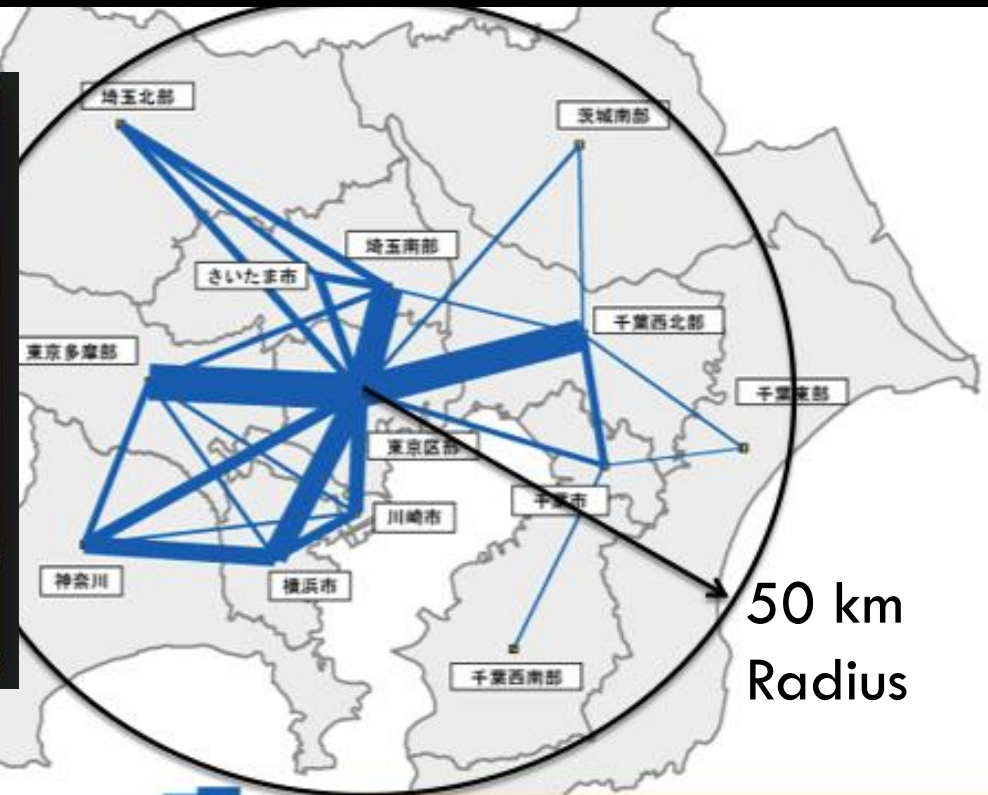 埼玉北部
茨城南部
埼玉南部
さいたま市
千葉西北部
東京多摩部
千葉東部
東京区部
千葉市
川崎市
神奈川
横浜市
50 km
Radius
千葉西南部